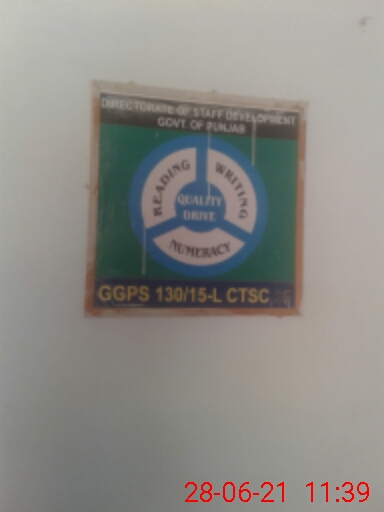 DIRECTORATE OF STAFF DEVELOPMENT
GOVT. OF PUNJAB
READING
WRITING
QUALITY
DRIVE
NUMERACY
GGPS 130/15-L CTSC
28-06-21 11:39